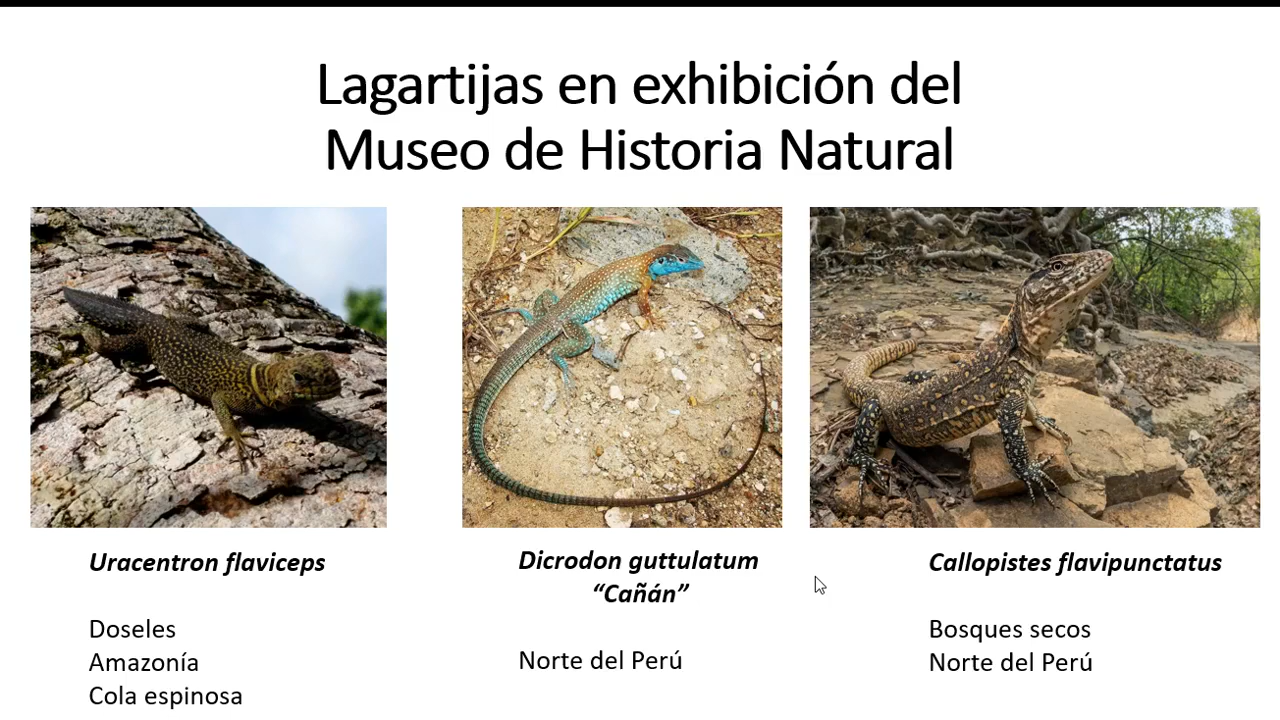 Lagartijas en exhibición del
Museo de Historia Natural
Uracentron flaviceps
Doseles
Amazonía
Cola espinosa
Dicrodon guttulatum
“Cañán”
Norte del Perú
Callopistes flavipunctatus
Bosques secos
Norte del Perú